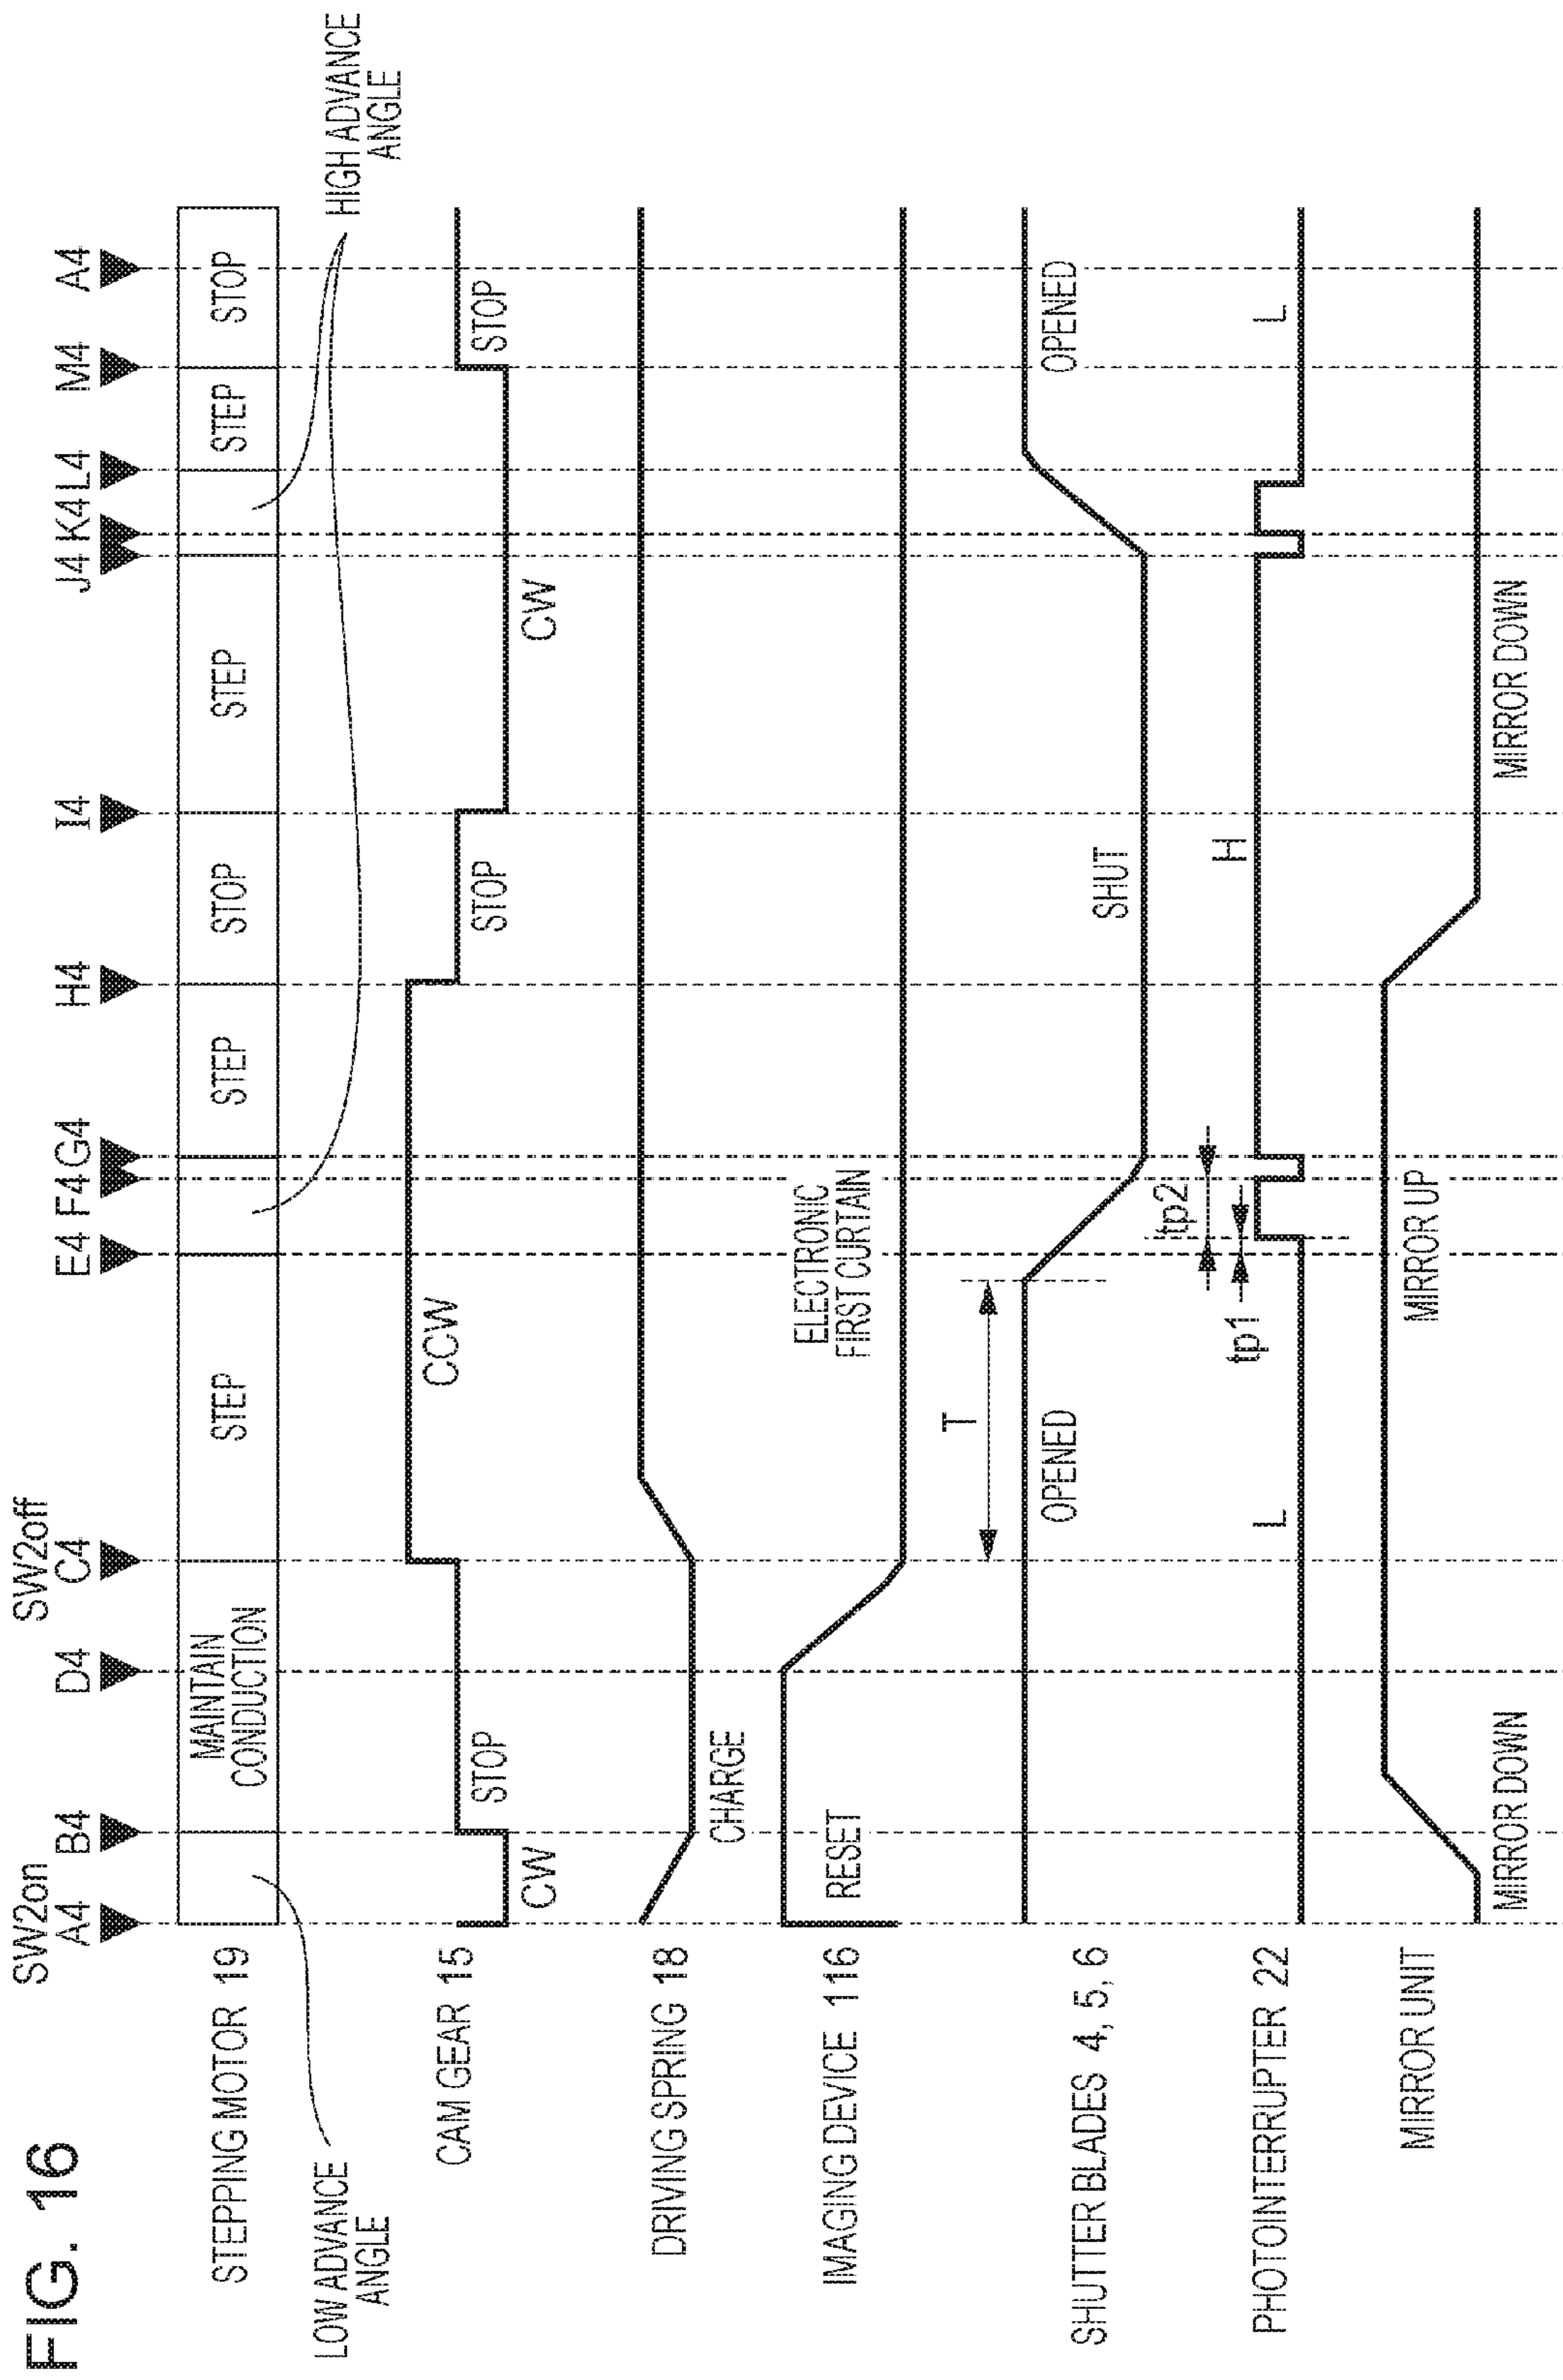 FIG. 16
SW2on
SW2off
A4
B4
D4
C4
E4
F4
G4
H4
I4
J4
K4
L4
M4
A4
STEPPING MOTOR 19
MAINTAIN
CONDUCTION
STEP
STEP
STOP
STEP
STEP
STOP
LOW ADVANCE
ANGLE
HIGH ADVANCE
ANGLE
CAM GEAR 15
CW
STOP
CCW
STOP
CW
STOP
DRIVING SPRING 18
CHARGE
IMAGING DEVICE 116
RESET
ELECTRONIC
FIRST CURTAIN
SHUTTER BLADES 4, 5, 6
T
OPENED
SHUT
OPENED
PHOTOINTERRUPTER 22
L
tp1
tp2
H
L
MIRROR UNIT
MIRROR DOWN
MIRROR UP
MIRROR DOWN